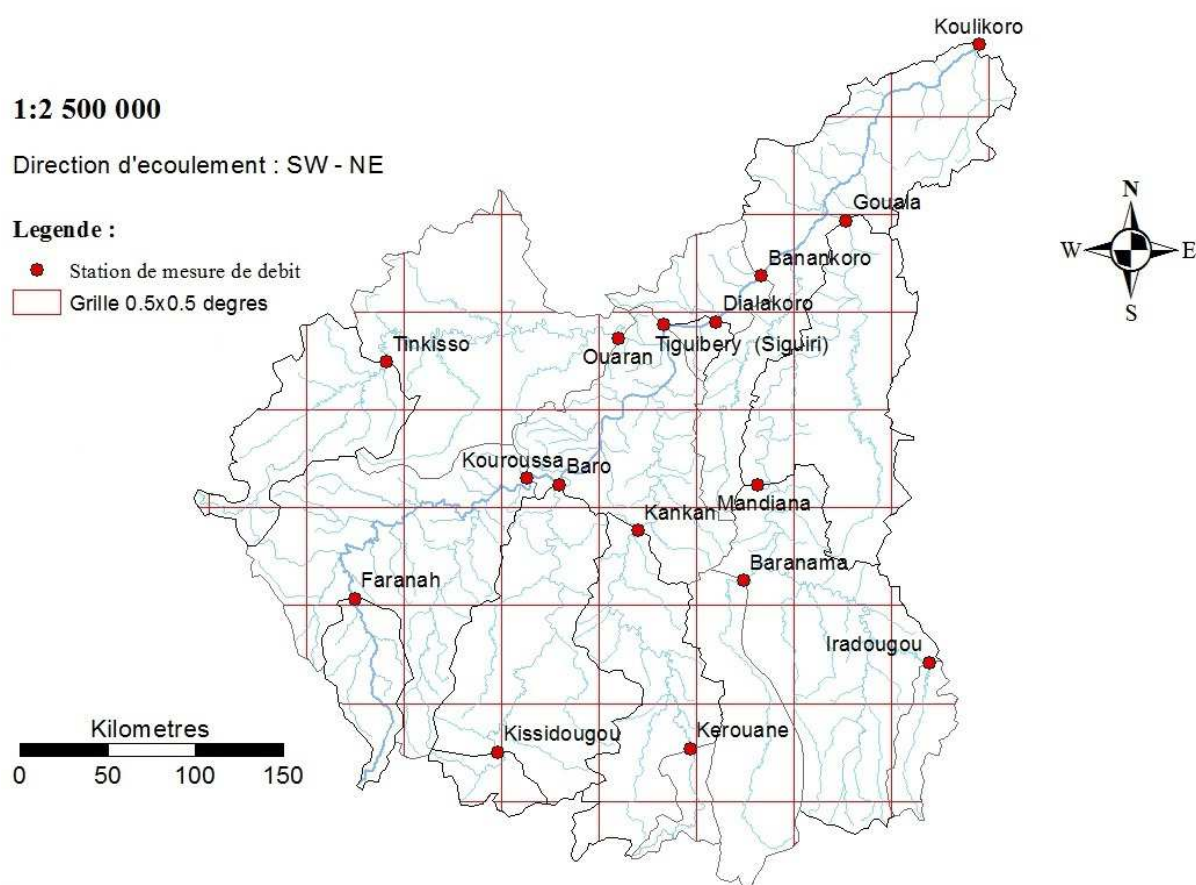 Koulikoro
1:2 500 000
Direction d'ecoulement : SW - NE
Legende :
Station de mesure de debit
Grille 0.5x0.5 degres
N
W
E
S
Gouala
Banankoro
Dialakoro
Tinkisso
Ouaran
Tiguibery (Siguiri)
Kouroussa
Baro
Mandiana
Kankan
Baranama
Faranah
Iradougou
Kilometres
0 50 100 150
Kissidougou
Kerouane